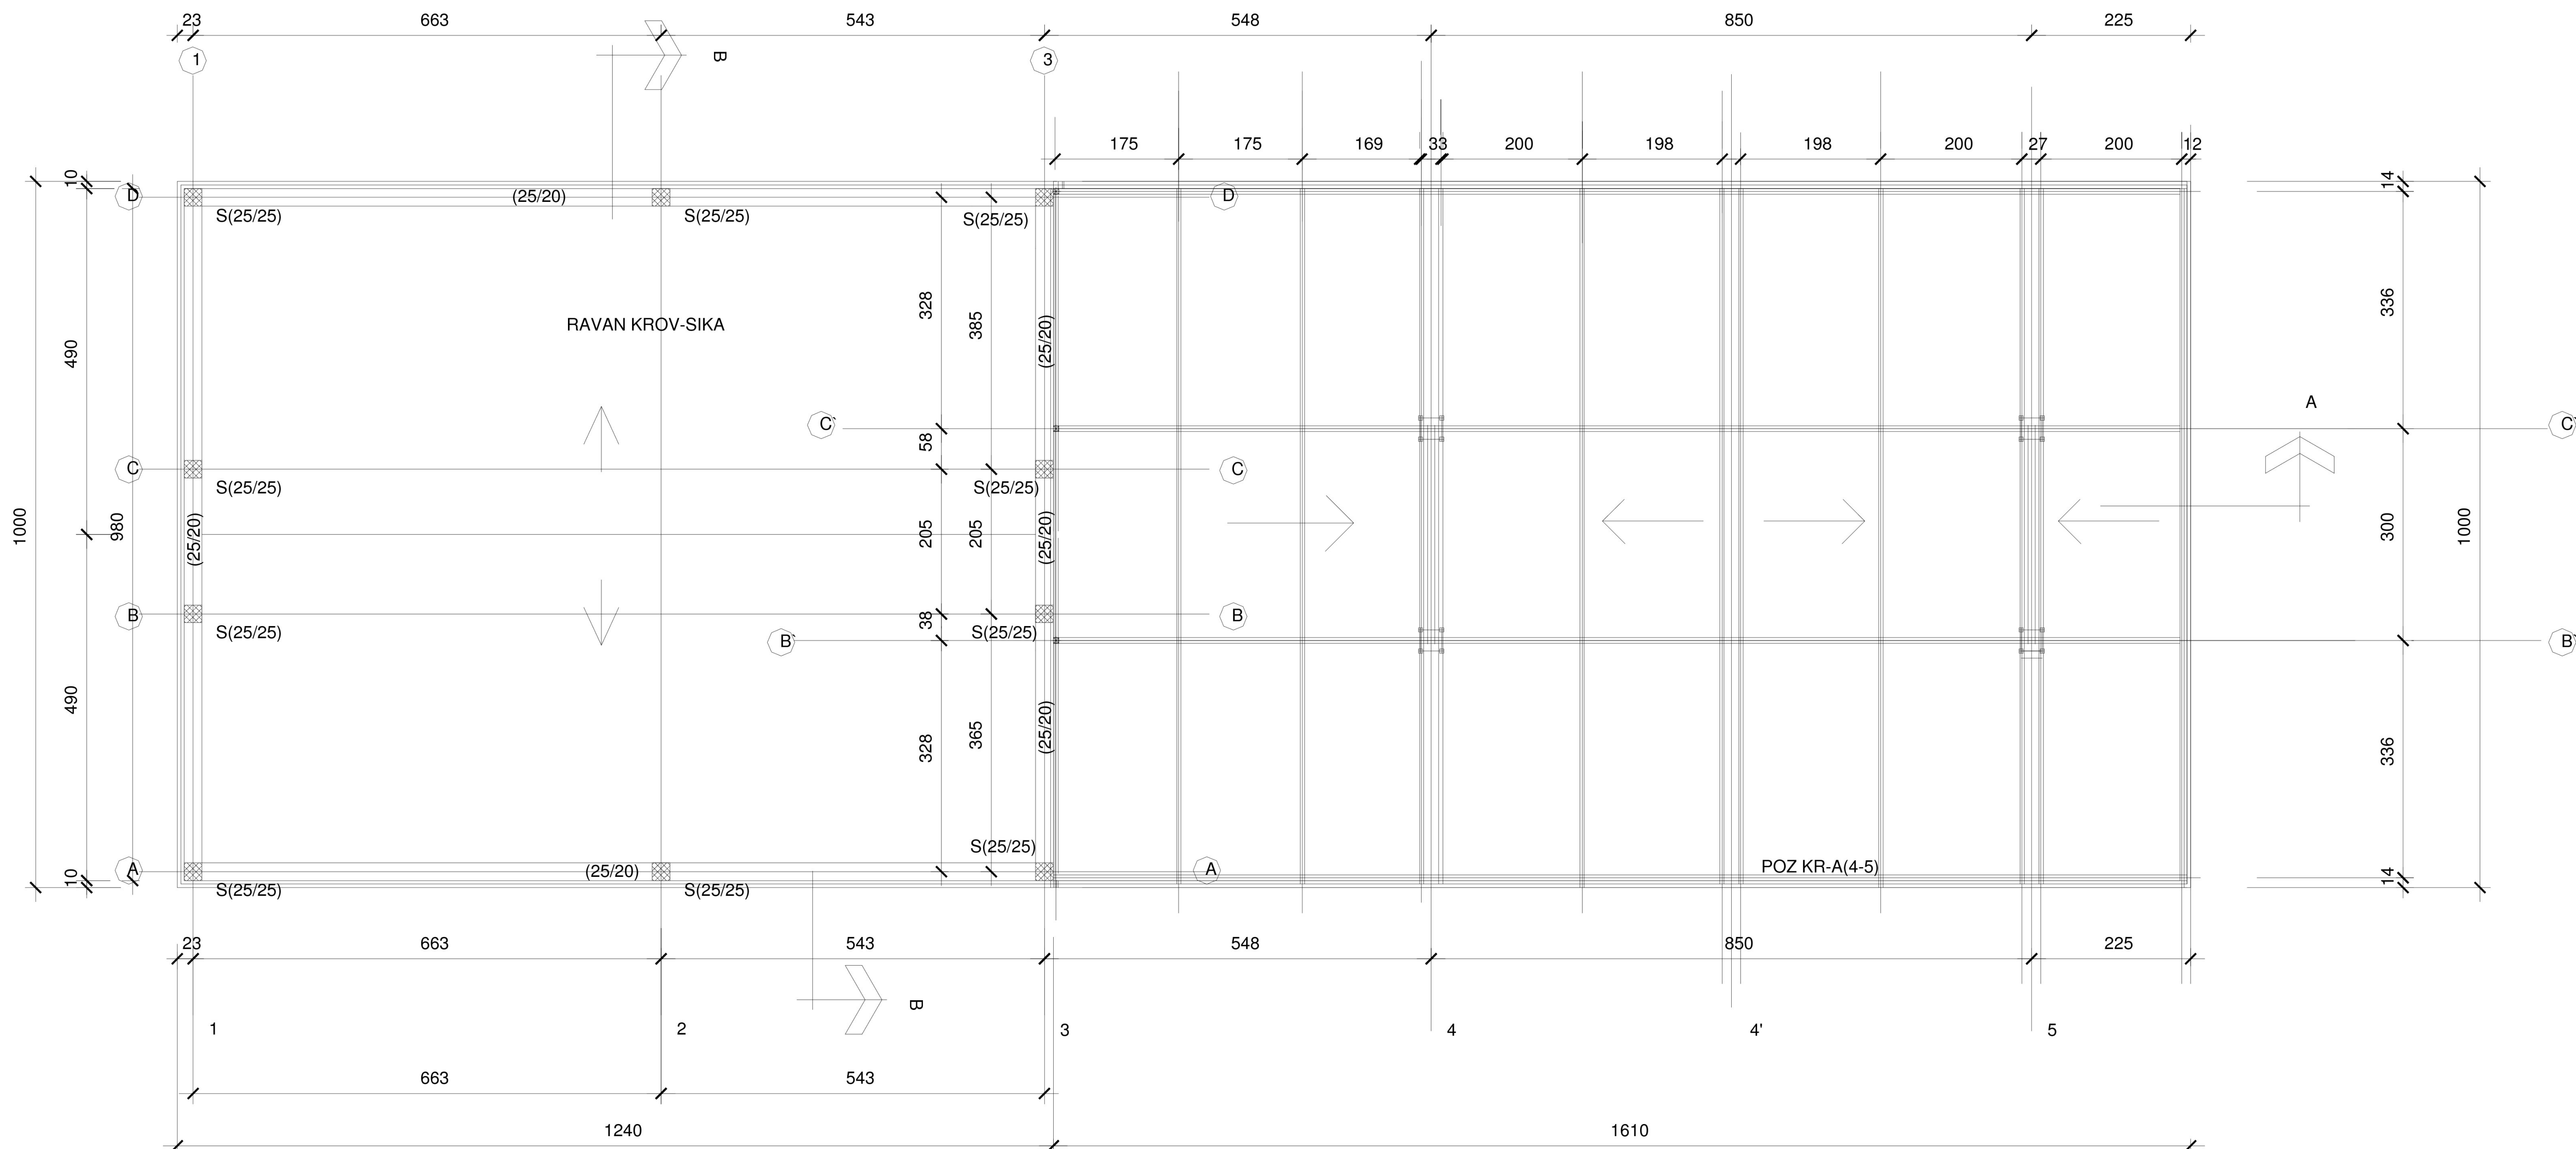 23 663 543 548 850 225
1 B 3
175 175 169 33 200 198 198 200 27 200 12
10 14
D (25/20) D
S(25/25) S(25/25) S(25/25)
328 336
RAVAN KROV-SIKA 385 (25/20)
490
A
C` C`
58
C C
S(25/25) S(25/25)
1000 980 (25/20) 205 205 (25/20) 300 1000
B 38 B
S(25/25) S(25/25)
B` B`
490 328 365 (25/20) 336
S(25/25)
POZ KR-A(4-5)
10 A (25/20) A 14
S(25/25) S(25/25)
23 663 543 548 850 225
B
1 2 3 4 4' 5
663 543
1240 1610